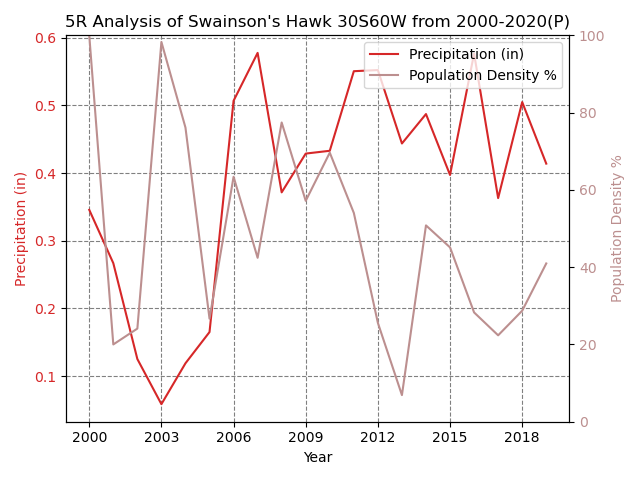 5R Analysis of Swainson's Hawk 30S60W from 2000-2020(P)
Precipitation (in)
Population Density %
0.6
0.5
0.4
0.3
0.2
0.1
Precipitation (in)
100
80
60
40
20
0
Population Density %
2000 2003 2006 2009 2012 2015 2018
Year